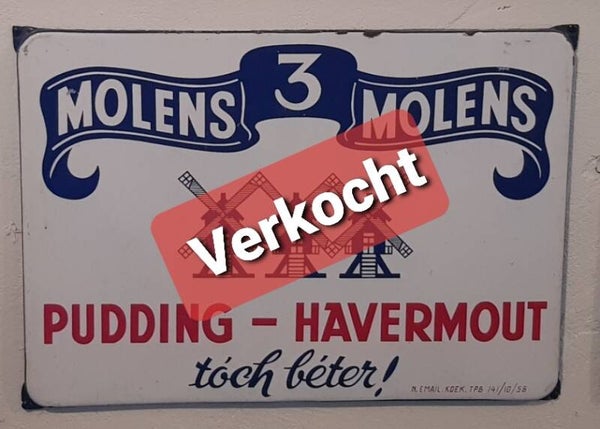 MOLENS 3 MOLENS
Verkocht
PUDDING – HAVERMOUT
tóch béter!
N. EMAIL. KOEK. TPB 141/10/58